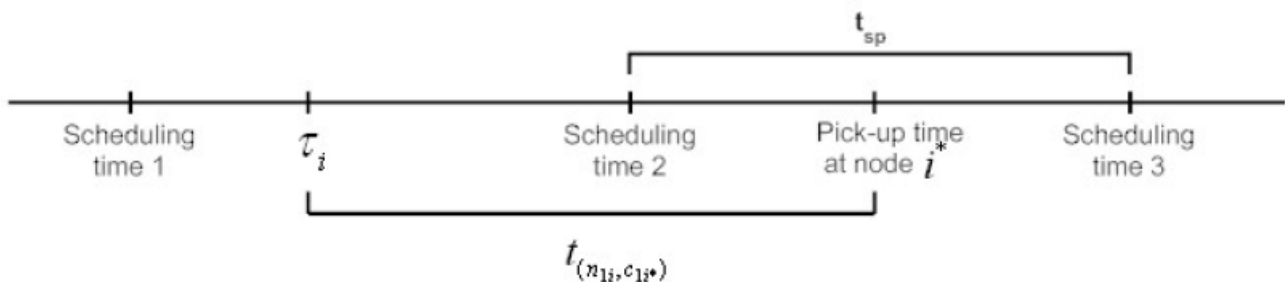 t_sp
Scheduling
time 1
τ_i
Scheduling
time 2
Pick-up time
at node i*
Scheduling
time 3
t_(n_1i, c_1i*)